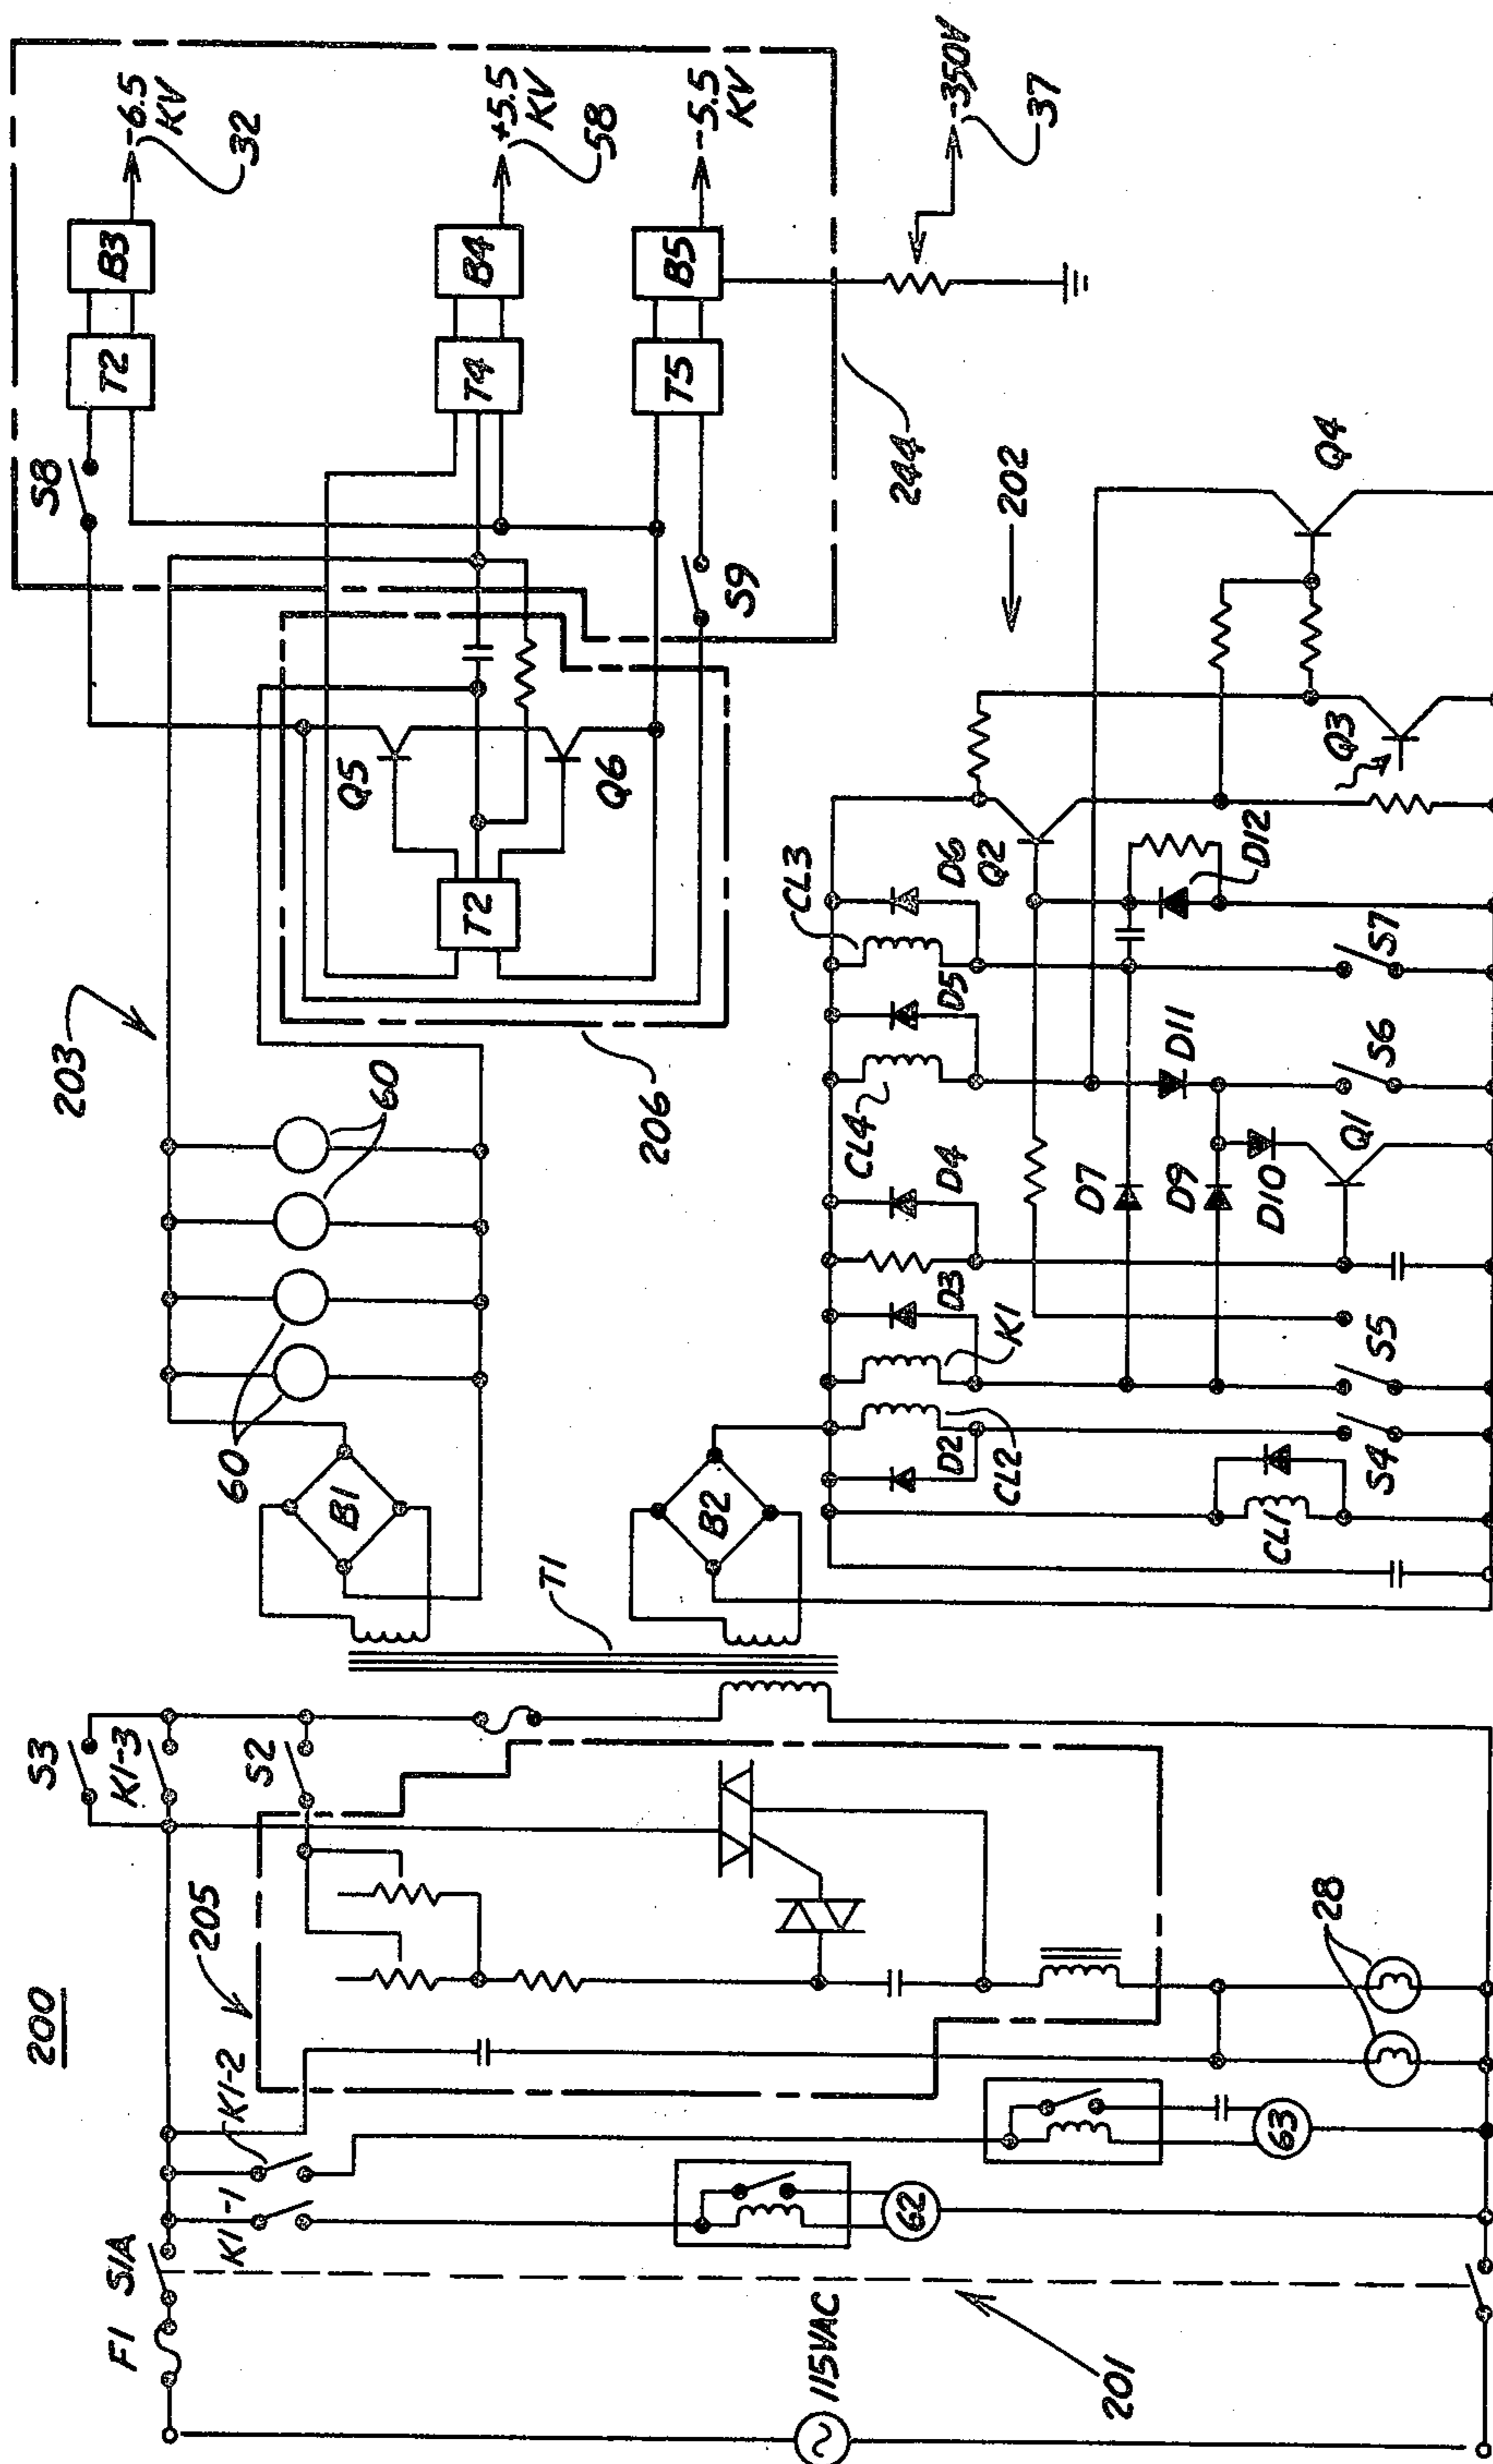 200
F1
S1A
K1-1
K1-2
205
S3
K1-3
S2
62
63
28
115VAC
201
T1
B1
B2
60
60
203
206
T2
Q5
Q6
S8
S9
T2
B3
-6.5
KV
32
T4
B4
+5.5
KV
58
T5
B5
-5.5
KV
244
-350V
37
202
CL1
D2
CL2
S4
K1
D3
S5
D4
D7
D9
D10
Q1
CL4
D5
D11
S6
CL3
D6
Q2
D12
S7
Q3
Q4